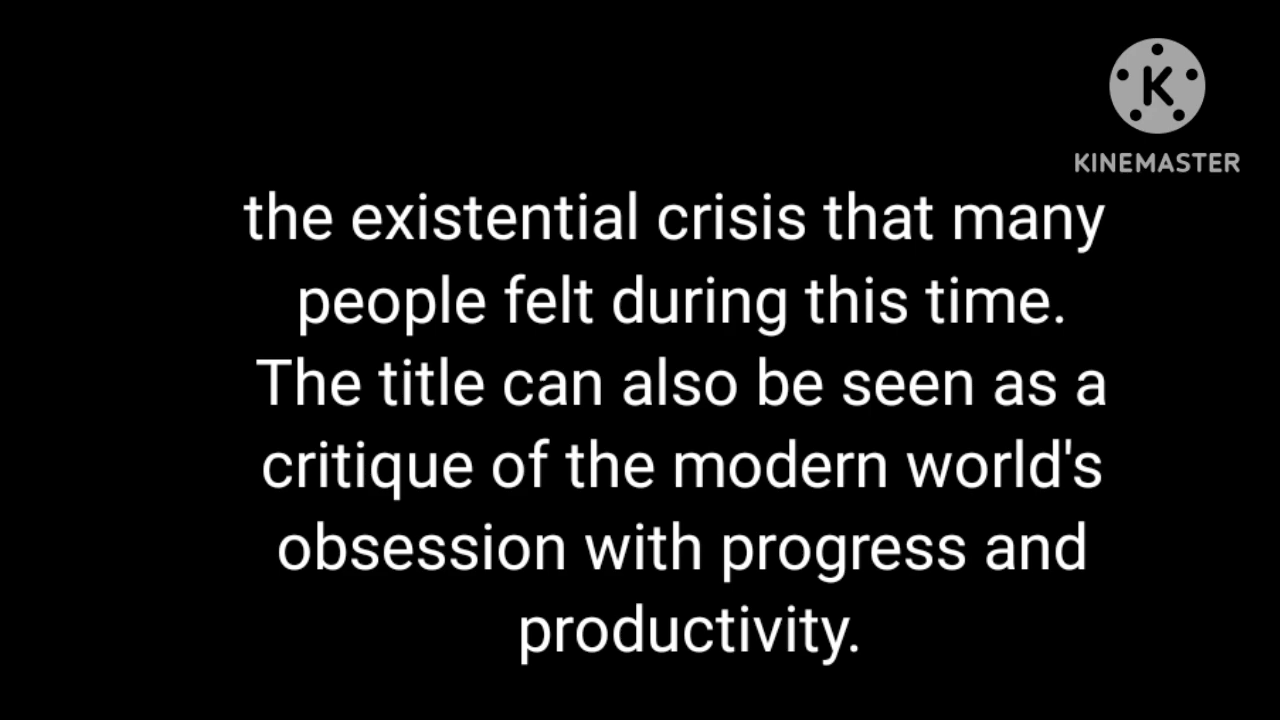 K
KINEMASTER
the existential crisis that many
people felt during this time.
The title can also be seen as a
critique of the modern world's
obsession with progress and
productivity.